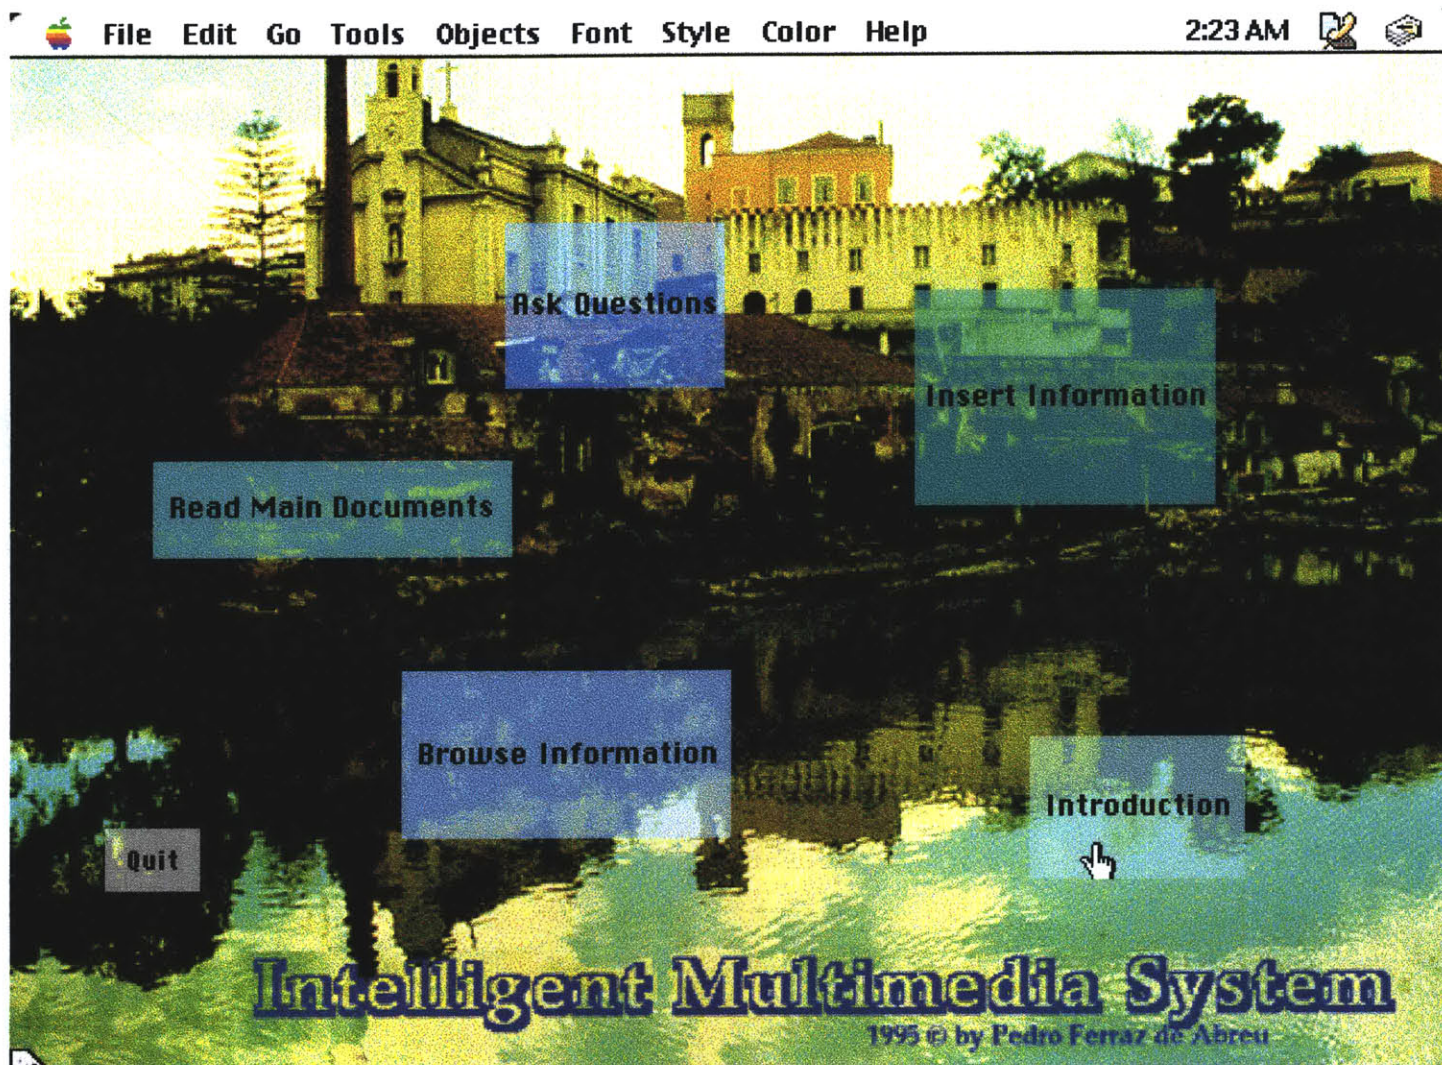 File Edit Go Tools Objects Font Style Color Help 2:23 AM
Ask Questions
Insert Information
Read Main Documents
Browse Information
Introduction
Quit
Intelligent Multimedia System
1995 © by Pedro Ferraz de Abreu